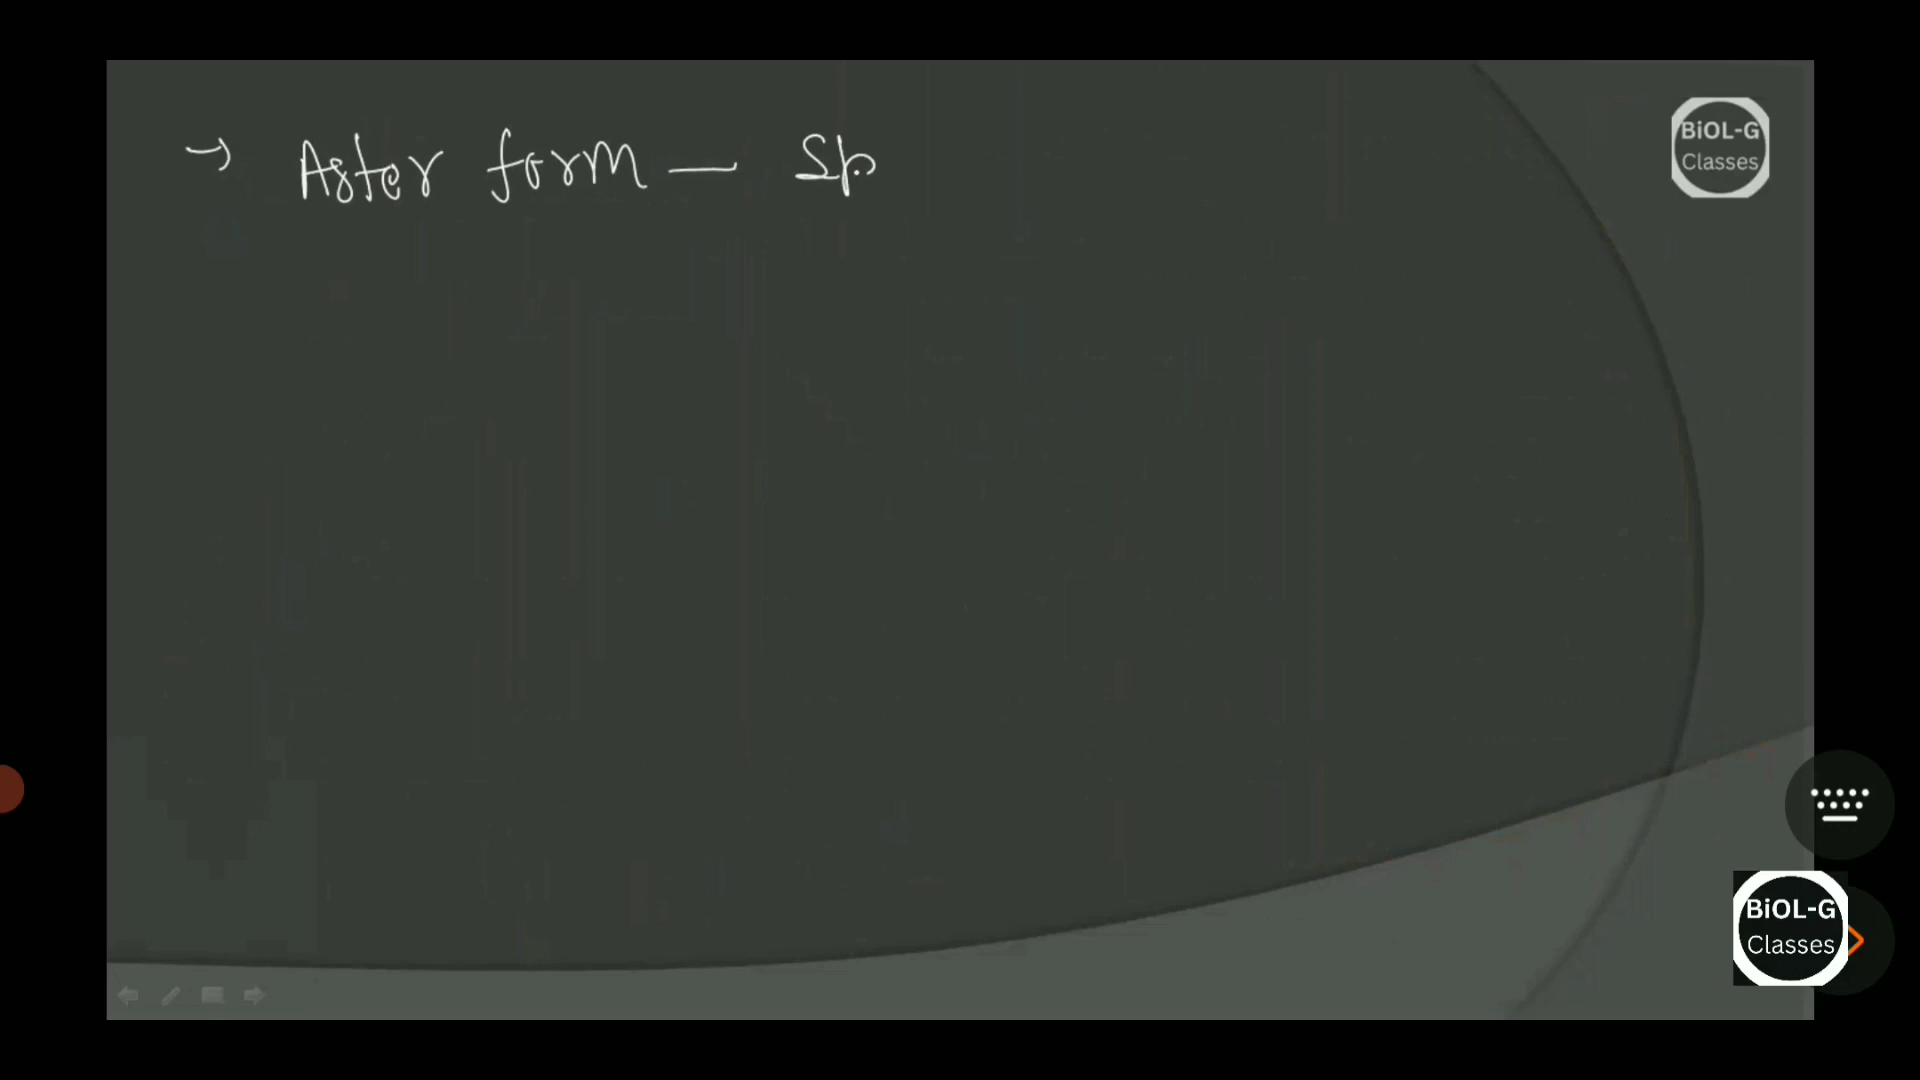 → Aster form — Sp
BiOL-G
Classes
BiOL-G
Classes